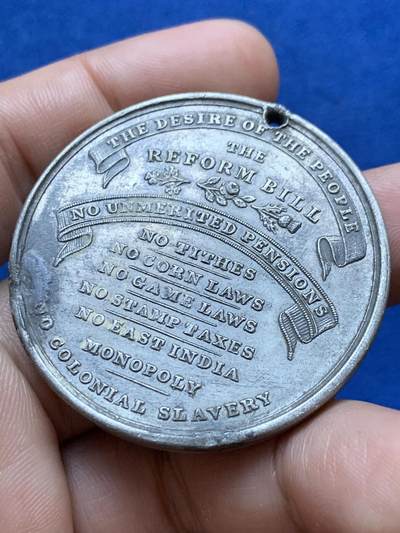 THE DESIRE OF THE PEOPLE
THE
REFORM BILL
NO UNMERITED PENSIONS
NO TITHES
NO CORN LAWS
NO GAME LAWS
NO STAMP TAXES
NO EAST INDIA
MONOPOLY
NO COLONIAL SLAVERY